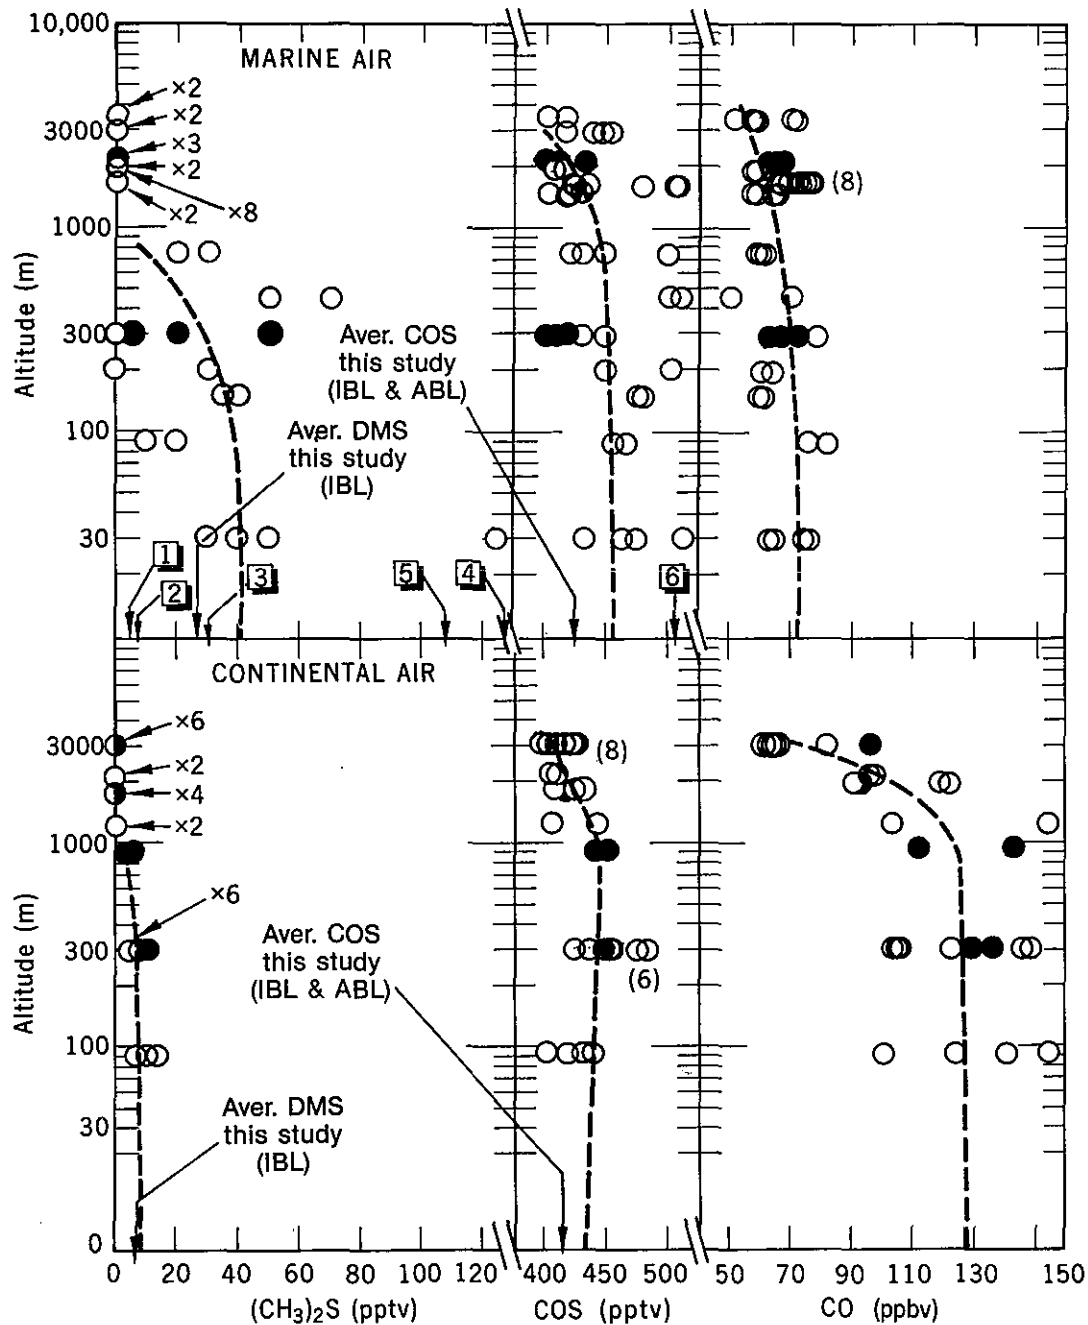 10,000
MARINE AIR
×2
×2
3000
×3
×2
×8
×2
(8)
1000
Altitude (m)
300
Aver. COS
this study
(IBL & ABL)
Aver. DMS
this study
(IBL)
100
30
1
2
3
5
4
6
CONTINENTAL AIR
×6
3000
(8)
×2
×4
×2
1000
×6
Altitude (m)
300
Aver. COS
this study
(IBL & ABL)
(6)
100
Aver. DMS
this study
(IBL)
30
0
0 20 40 60 80 100 120 400 450 500 50 70 90 110 130 150
(CH3)2S (pptv) COS (pptv) CO (ppbv)